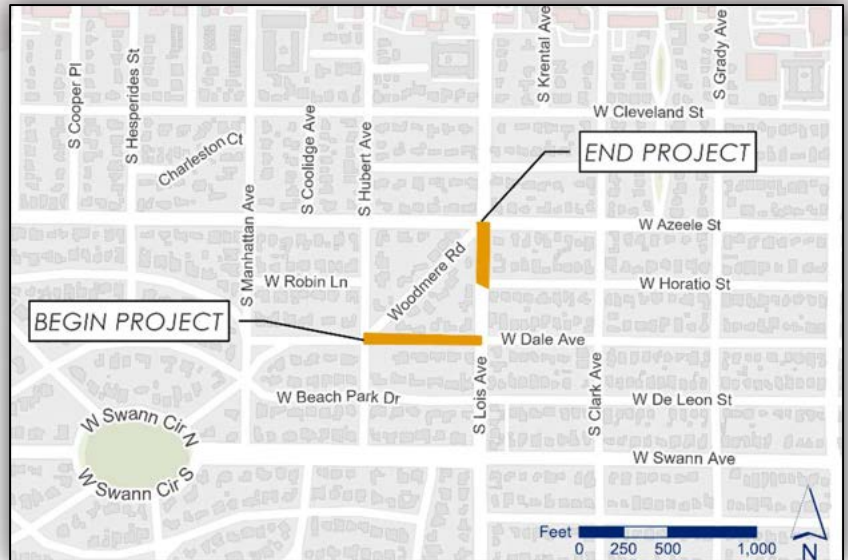 S Cooper Pl
S Hesperides St
Charleston Ct
S Manhattan Ave
S Coolidge Ave
S Hubert Ave
S Krental Ave
S Grady Ave
W Cleveland St
END PROJECT
W Azeele St
Woodmere Rd
W Robin Ln
W Horatio St
BEGIN PROJECT
W Dale Ave
S Lois Ave
S Clark Ave
W Beach Park Dr
W De Leon St
W Swann Cir N
W Swann Cir S
W Swann Ave
Feet
0 250 500 1,000
N